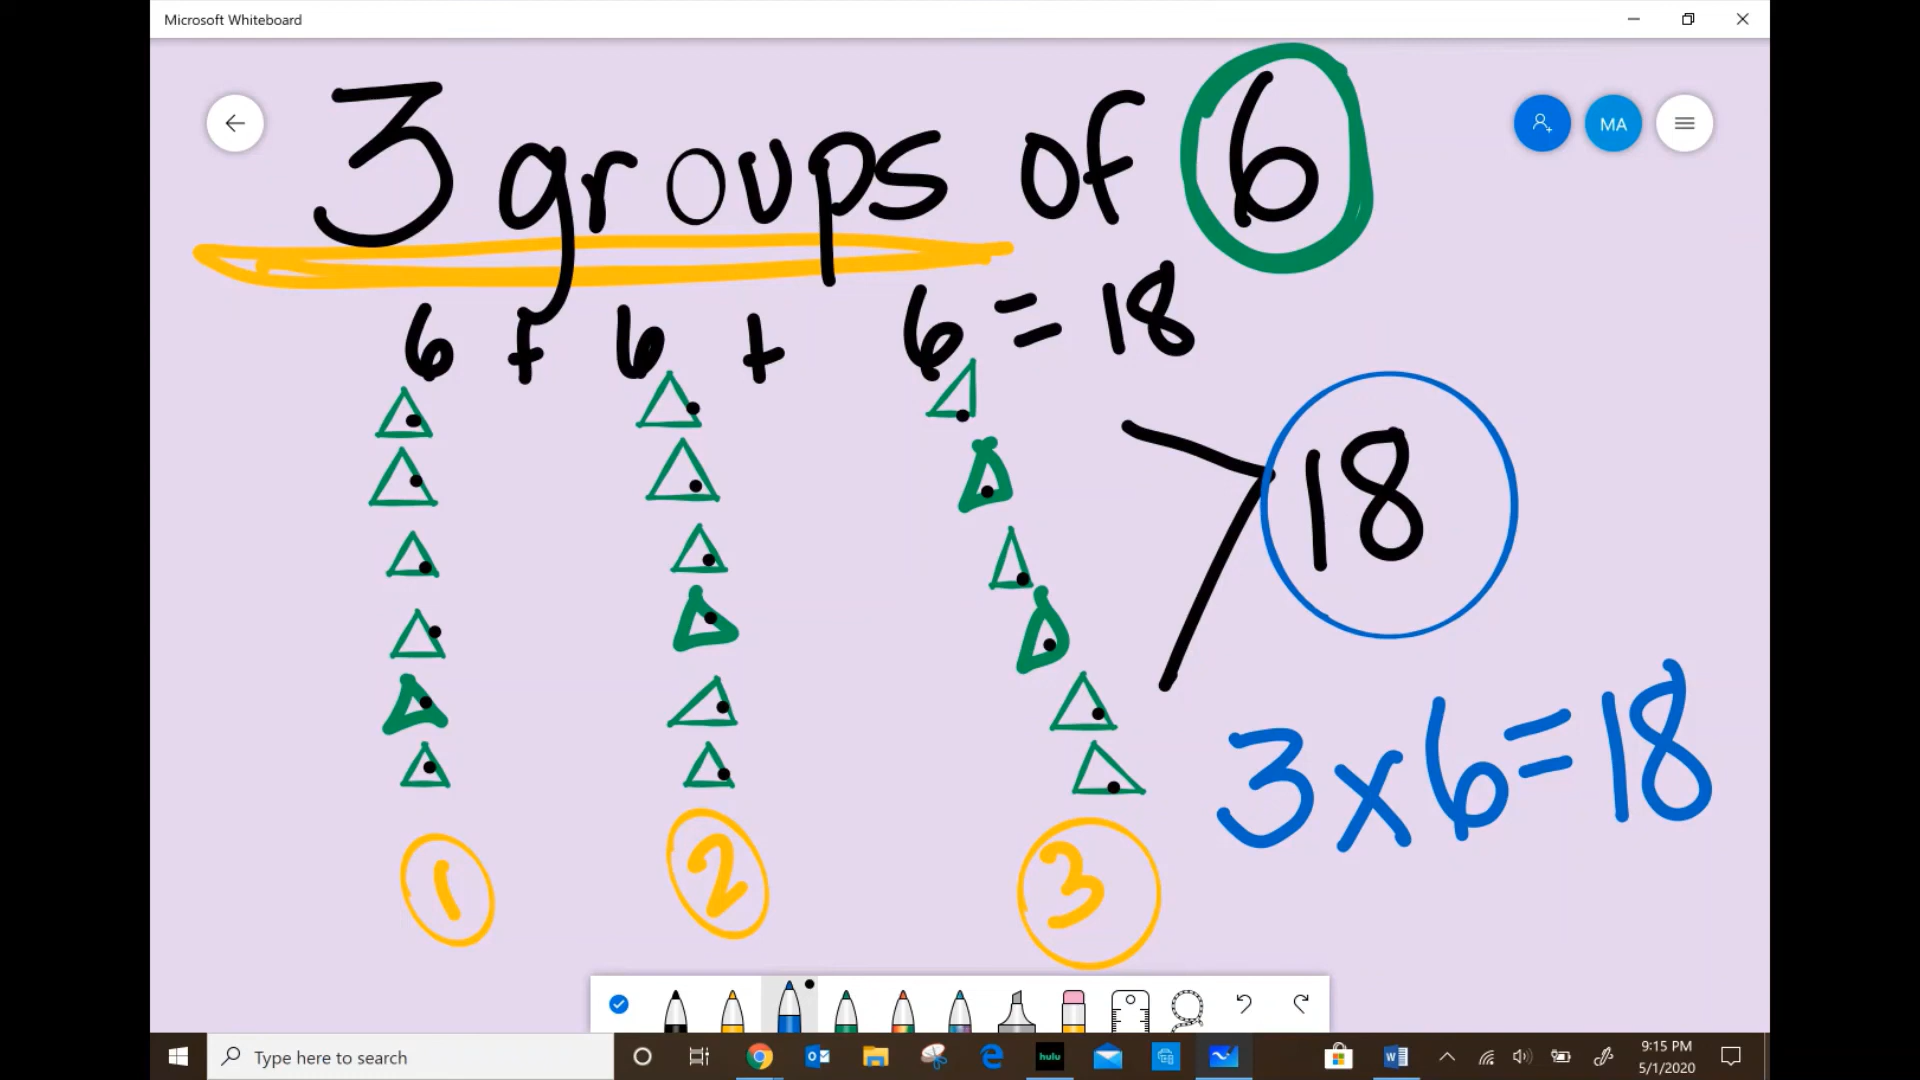 Microsoft Whiteboard
3 groups of 6
MA
6 + 6 + 6 = 18
18
3x6=18
1 2 3
Type here to search
hulu
9:15 PM
5/1/2020